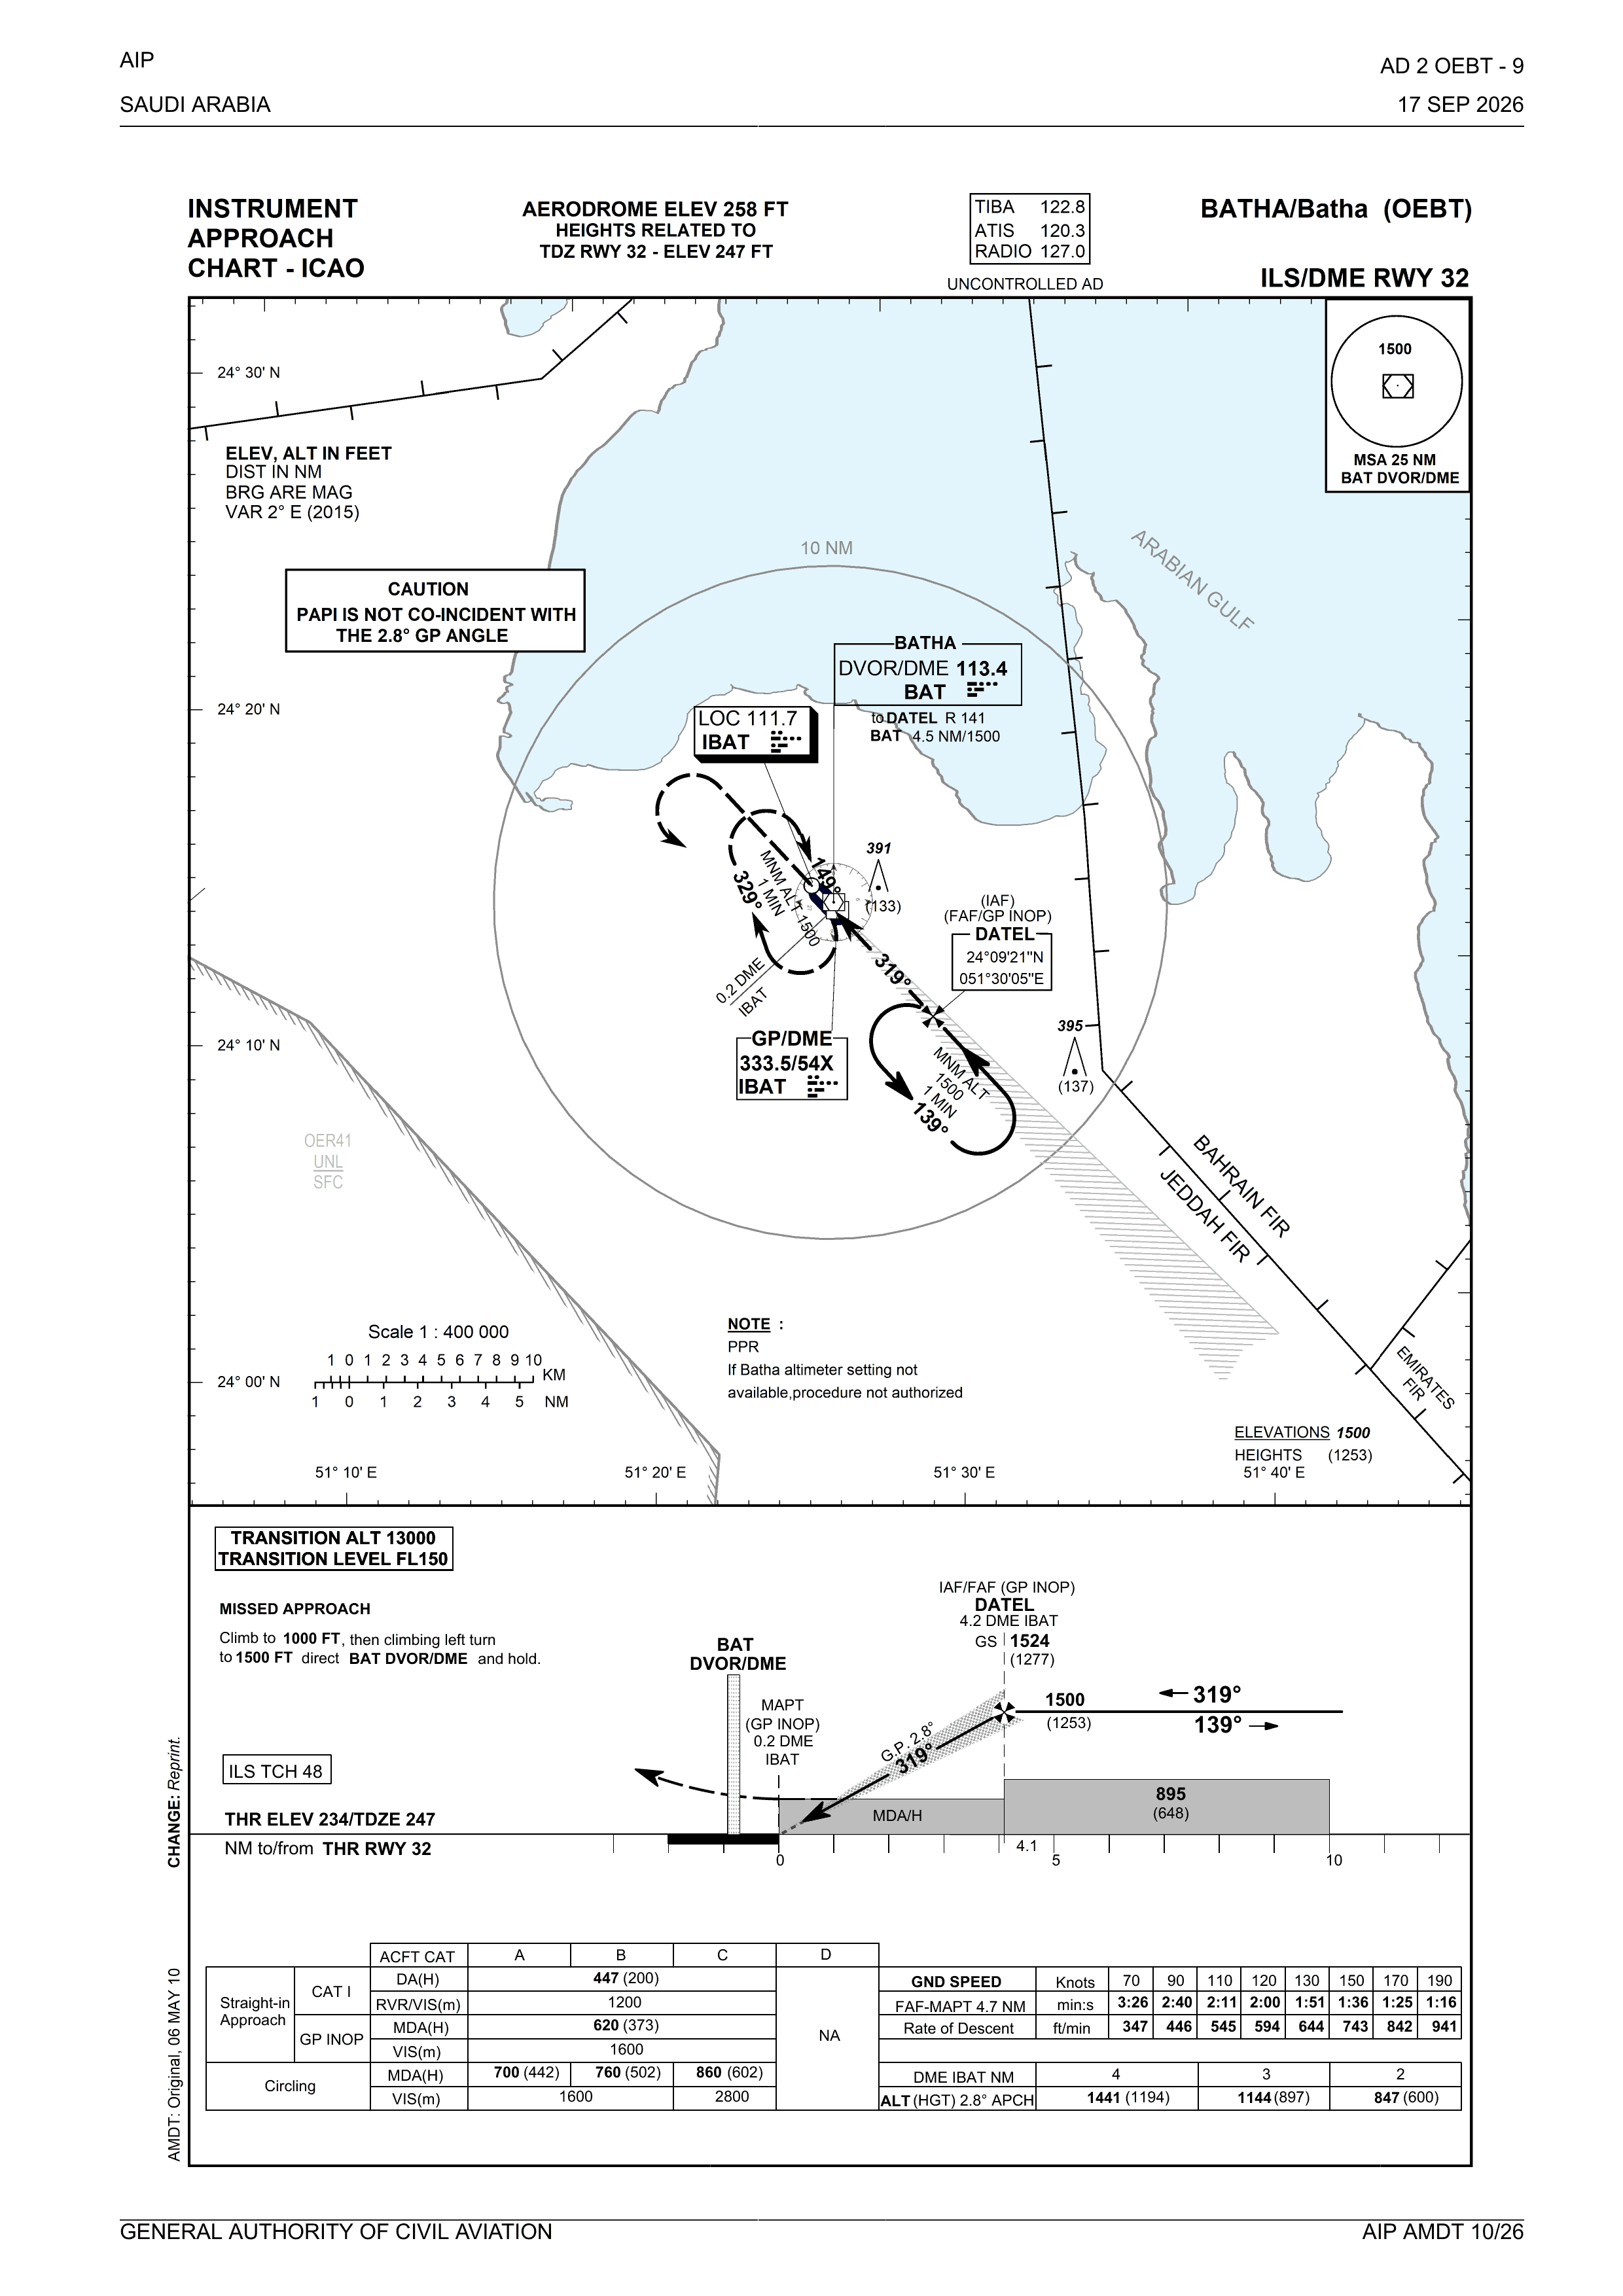 AIP
AD 2 OEBT - 9
SAUDI ARABIA
17 SEP 2026
INSTRUMENT
APPROACH
CHART - ICAO
AERODROME ELEV 258 FT
HEIGHTS RELATED TO
TDZ RWY 32 - ELEV 247 FT
TIBA 122.8
ATIS 120.3
RADIO 127.0
UNCONTROLLED AD
BATHA/Batha (OEBT)
ILS/DME RWY 32
1500
MSA 25 NM
BAT DVOR/DME
24° 30' N
ELEV, ALT IN FEET
DIST IN NM
BRG ARE MAG
VAR 2° E (2015)
CAUTION
PAPI IS NOT CO-INCIDENT WITH
THE 2.8° GP ANGLE
10 NM
ARABIAN GULF
BATHA
DVOR/DME 113.4
BAT
to DATEL R 141
BAT 4.5 NM/1500
24° 20' N
LOC 111.7
IBAT
391
(133)
149°
329°
MNM ALT 1500
1 MIN
0.2 DME
IBAT
319°
(IAF)
(FAF/GP INOP)
DATEL
24°09'21"N
051°30'05"E
GP/DME
333.5/54X
IBAT
395
(137)
24° 10' N
MNM ALT
1500
1 MIN
139°
OER41
UNL
SFC
BAHRAIN FIR
JEDDAH FIR
EMIRATES
FIR
Scale 1 : 400 000
1 0 1 2 3 4 5 6 7 8 9 10
KM
1 0 1 2 3 4 5 NM
24° 00' N
NOTE :
PPR
If Batha altimeter setting not
available,procedure not authorized
ELEVATIONS 1500
HEIGHTS (1253)
51° 10' E
51° 20' E
51° 30' E
51° 40' E
TRANSITION ALT 13000
TRANSITION LEVEL FL150
MISSED APPROACH
Climb to 1000 FT, then climbing left turn
to 1500 FT direct BAT DVOR/DME and hold.
ILS TCH 48
THR ELEV 234/TDZE 247
NM to/from THR RWY 32
BAT
DVOR/DME
MAPT
(GP INOP)
0.2 DME
IBAT
IAF/FAF (GP INOP)
DATEL
4.2 DME IBAT
GS 1524
(1277)
1500
(1253)
319°
139°
G.P. 2.8°
319°
MDA/H
895
(648)
0
4.1
5
10
CHANGE: Reprint.
AMDT: Original, 06 MAY 10
ACFT CAT A B C D
Straight-in
Approach
CAT I
DA(H) 447 (200)
RVR/VIS(m) 1200
GP INOP
MDA(H) 620 (373)
VIS(m) 1600
NA
Circling
MDA(H) 700 (442) 760 (502) 860 (602)
VIS(m) 1600 2800
GND SPEED Knots 70 90 110 120 130 150 170 190
FAF-MAPT 4.7 NM min:s 3:26 2:40 2:11 2:00 1:51 1:36 1:25 1:16
Rate of Descent ft/min 347 446 545 594 644 743 842 941
DME IBAT NM 4 3 2
ALT (HGT) 2.8° APCH 1441 (1194) 1144 (897) 847 (600)
GENERAL AUTHORITY OF CIVIL AVIATION
AIP AMDT 10/26